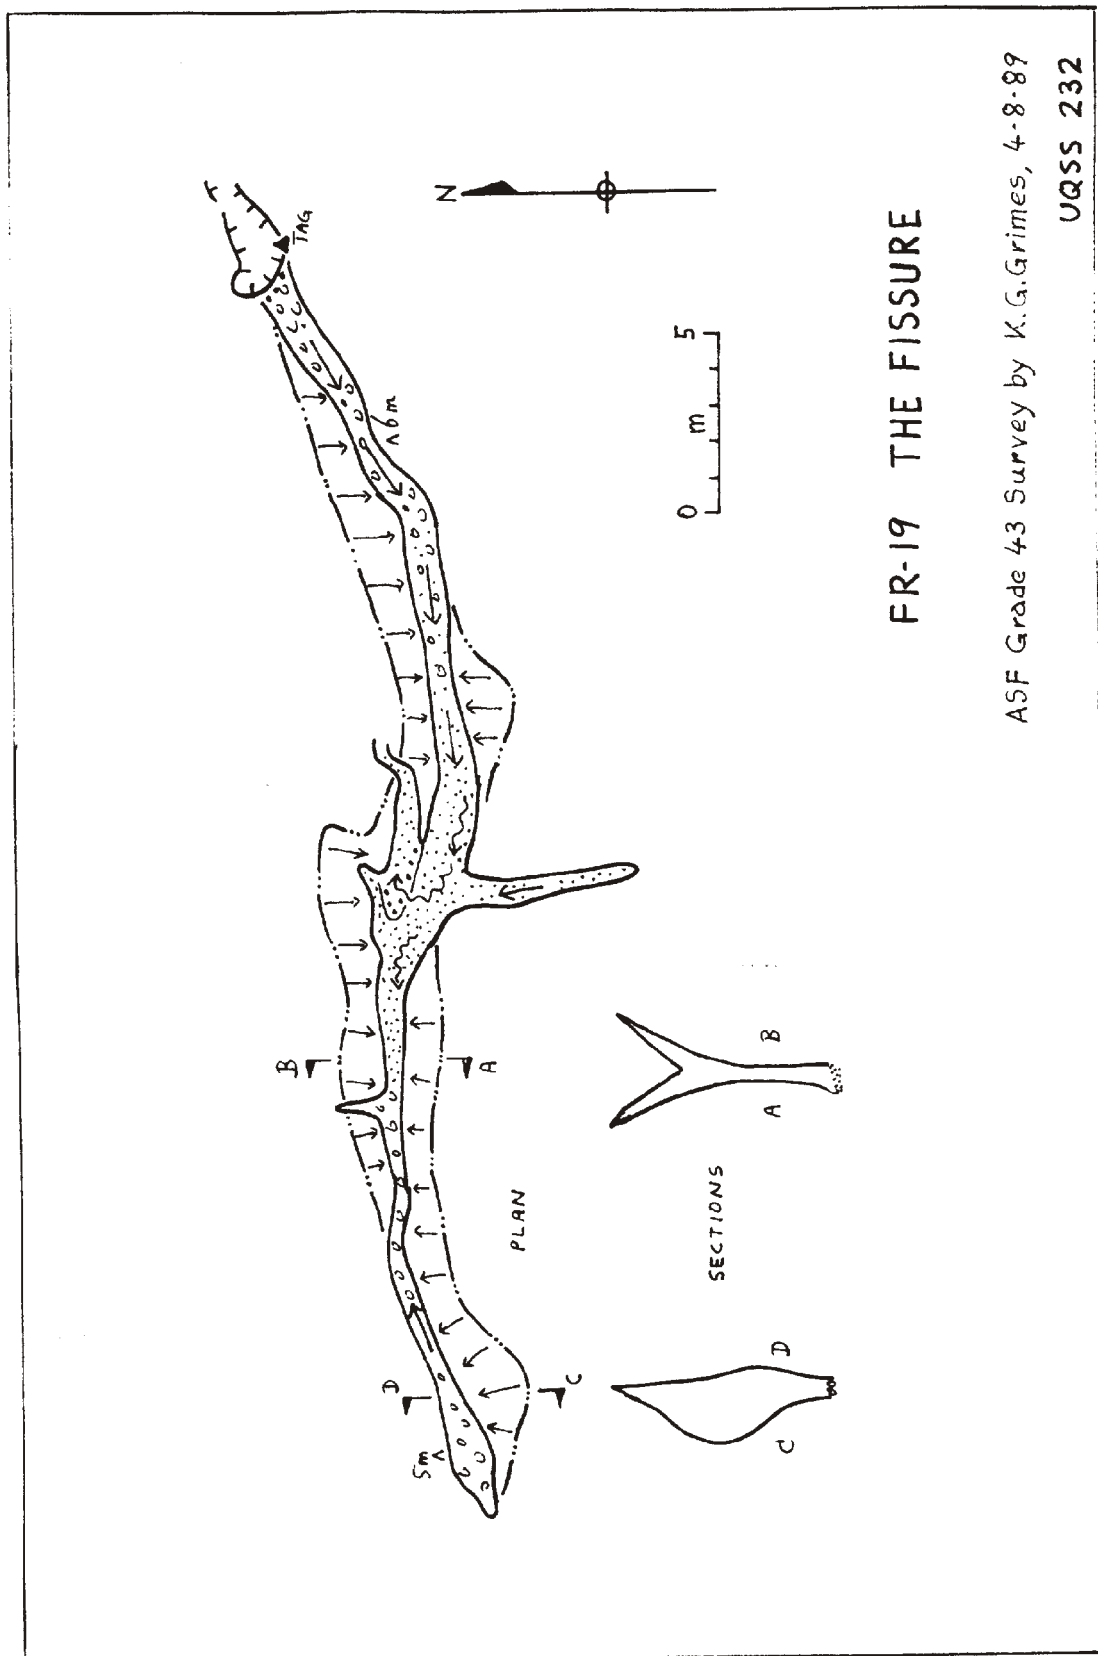 TAG
N
^6m
5
m
0
FR-19 THE FISSURE
ASF Grade 43 Survey by K.G.Grimes, 4-8-89
UQSS 232
B
A
PLAN
D
C
5m^
SECTIONS
A
B
C
D